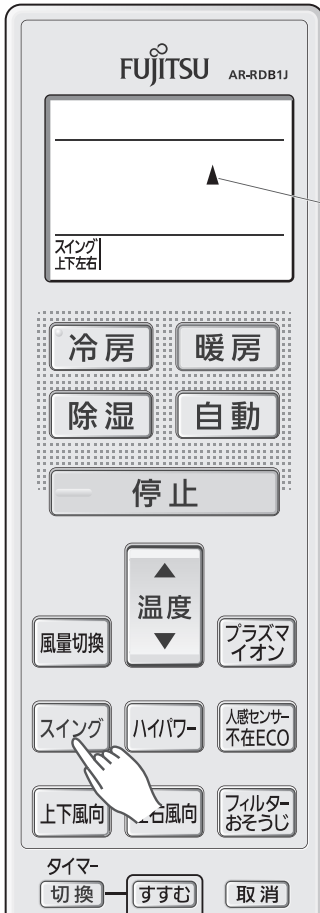 FUJITSU AR-RDB1J
スイング
上下左右
冷房 暖房
除湿 自動
停止
温度
風量切換
プラズマ
イオン
スイング ハイパワー
人感センサー
不在ECO
上下風向
右風向
フィルター
おそうじ
タイマー
切換 すすむ 取消